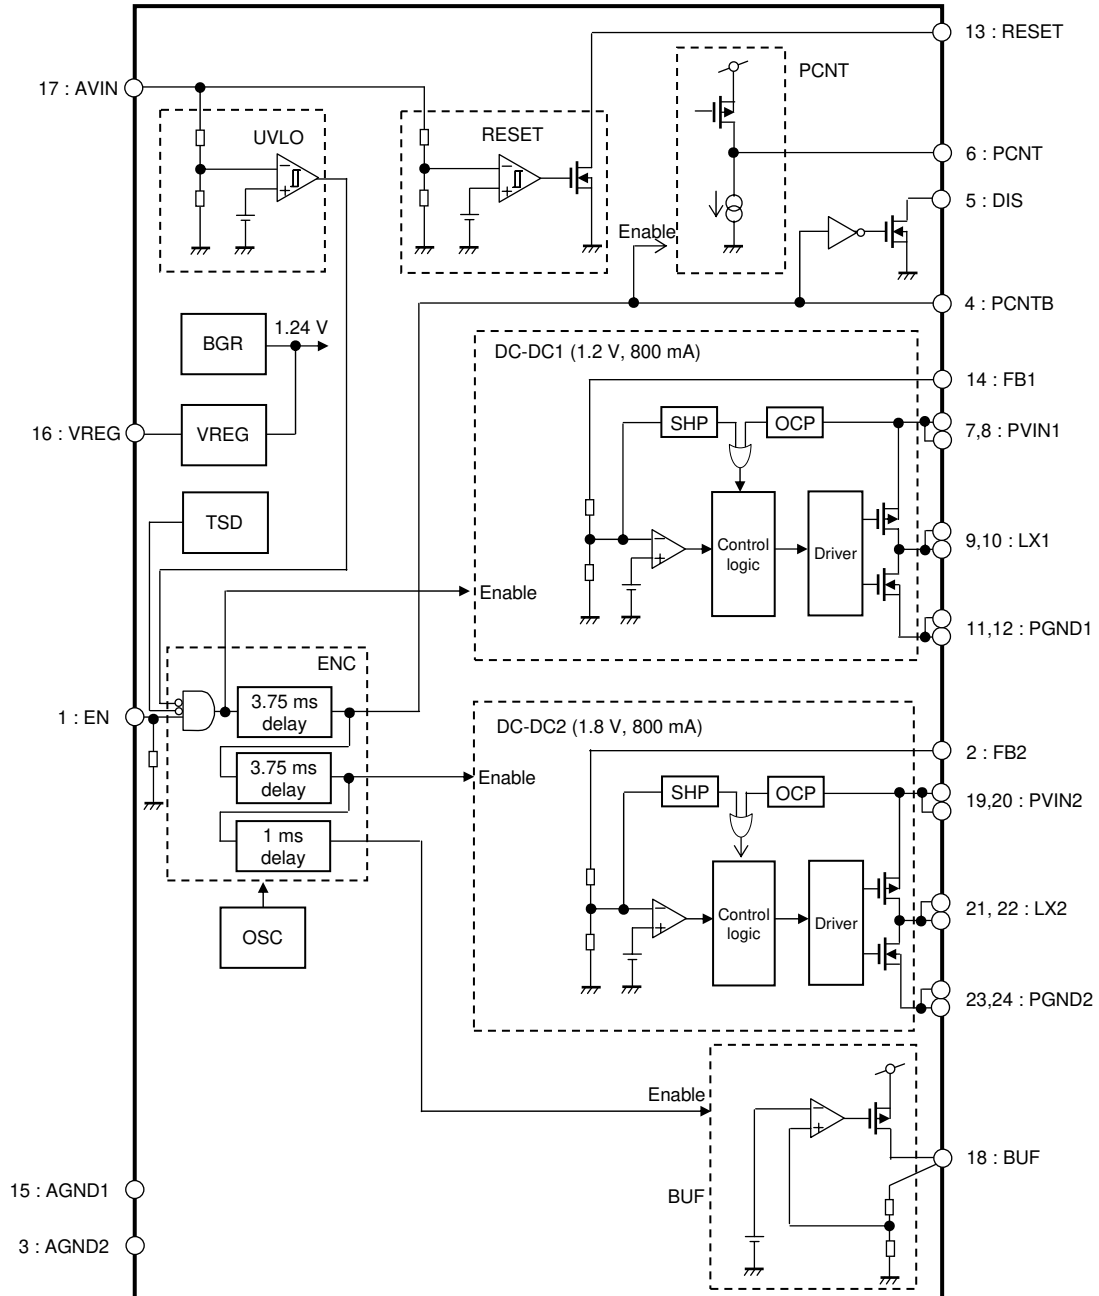 13 : RESET
PCNT
17 : AVIN
UVLO
RESET
6 : PCNT
5 : DIS
Enable
4 : PCNTB
1.24 V
BGR
DC-DC1 (1.2 V, 800 mA)
14 : FB1
SHP
OCP
7,8 : PVIN1
16 : VREG
VREG
TSD
Control
logic
Driver
9,10 : LX1
Enable
11,12 : PGND1
ENC
3.75 ms
delay
1 : EN
DC-DC2 (1.8 V, 800 mA)
2 : FB2
3.75 ms
delay
Enable
SHP
OCP
19,20 : PVIN2
1 ms
delay
Control
logic
Driver
21, 22 : LX2
OSC
23,24 : PGND2
Enable
18 : BUF
BUF
15 : AGND1
3 : AGND2